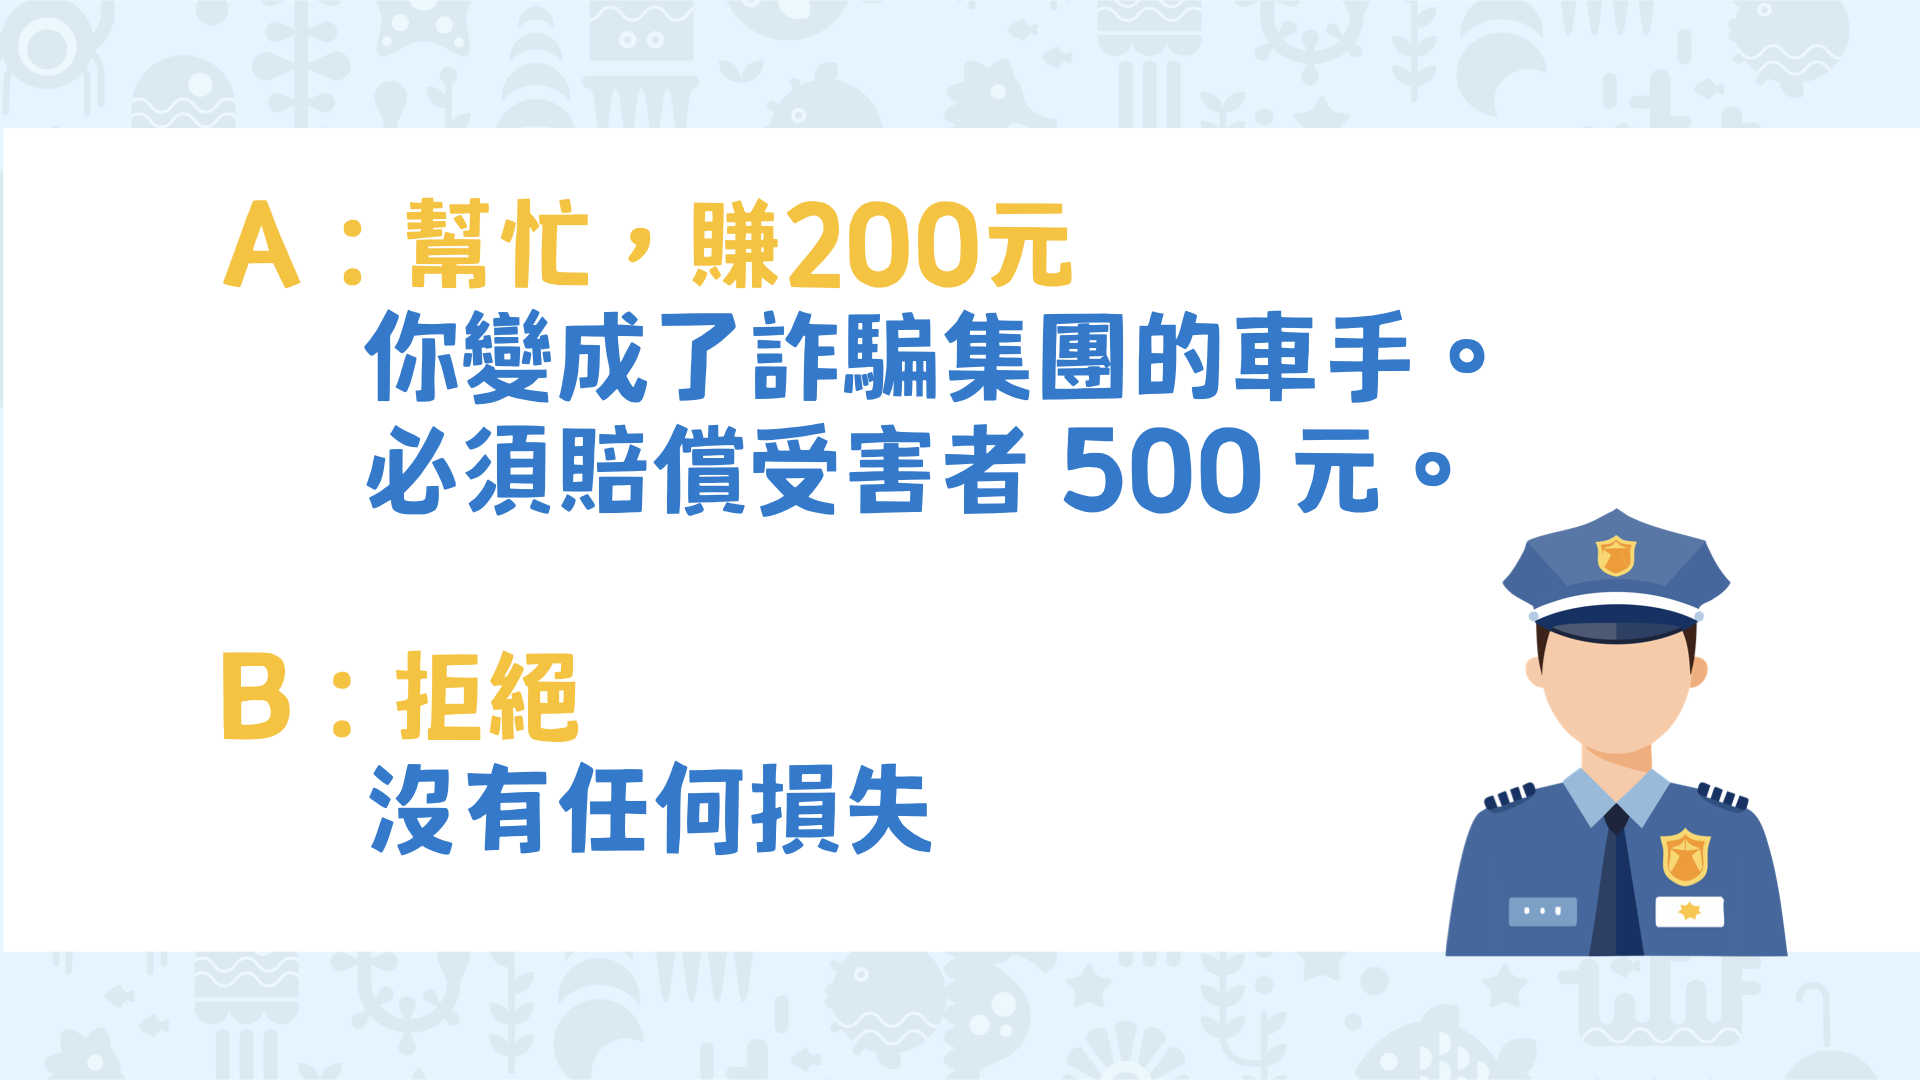 A：幫忙，賺200元
你變成了詐騙集團的車手。
必須賠償受害者 500 元。
B：拒絕
沒有任何損失